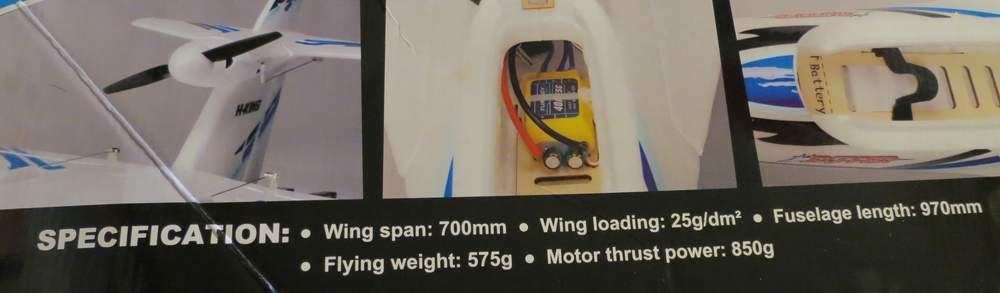 H-KING
F Battery
SPECIFICATION: • Wing span: 700mm • Wing loading: 25g/dm² • Fuselage length: 970mm
• Flying weight: 575g • Motor thrust power: 850g